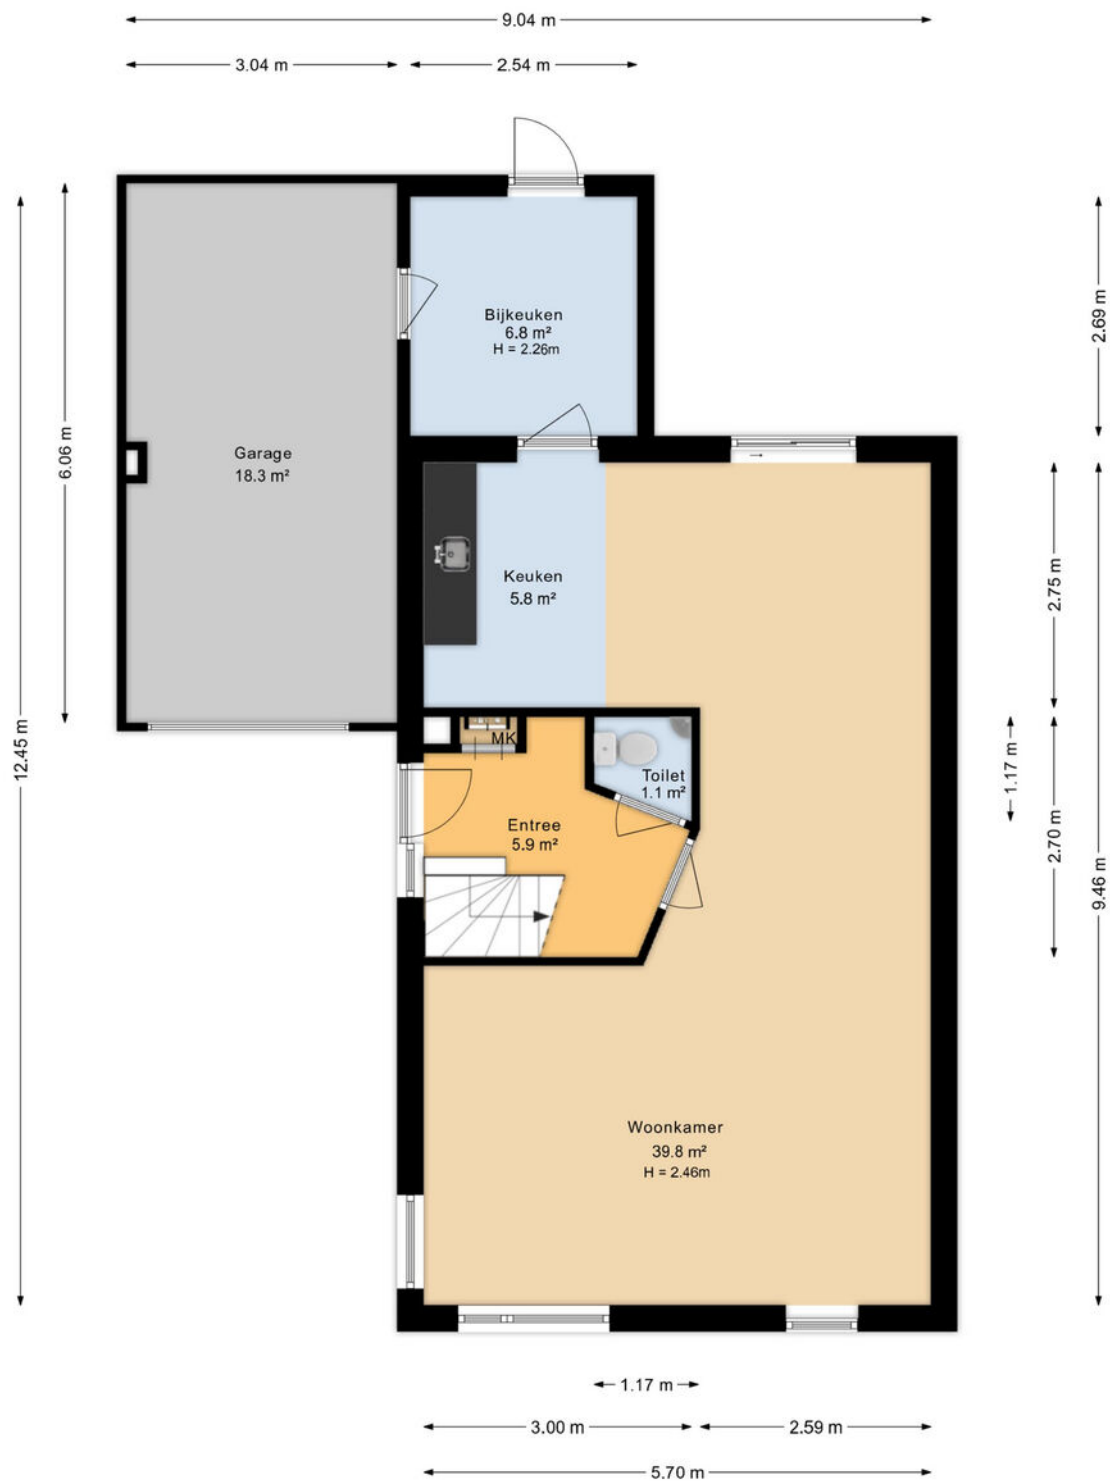 9.04 m
3.04 m
2.54 m
Bijkeuken
6.8 m²
H = 2.26m
2.69 m
6.06 m
Garage
18.3 m²
Keuken
5.8 m²
2.75 m
12.45 m
MK
Toilet
1.1 m²
1.17 m
Entree
5.9 m²
2.70 m
9.46 m
Woonkamer
39.8 m²
H = 2.46m
1.17 m
3.00 m
2.59 m
5.70 m